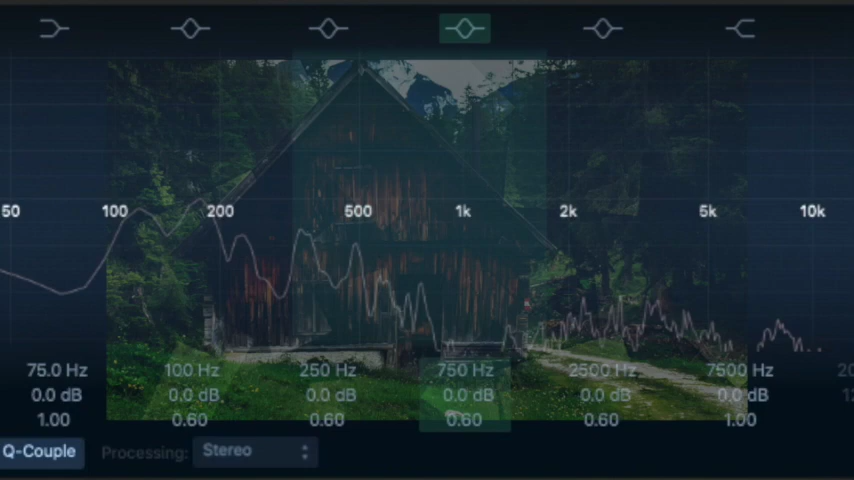 50 100 200 500 1k 2k 5k 10k
75.0 Hz 100 Hz 250 Hz 750 Hz 2500 Hz 7500 Hz 20
0.0 dB 0.0 dB 0.0 dB 0.0 dB 0.0 dB 0.0 dB 12
1.00 0.60 0.60 0.60 0.60 1.00
Q-Couple Processing: Stereo